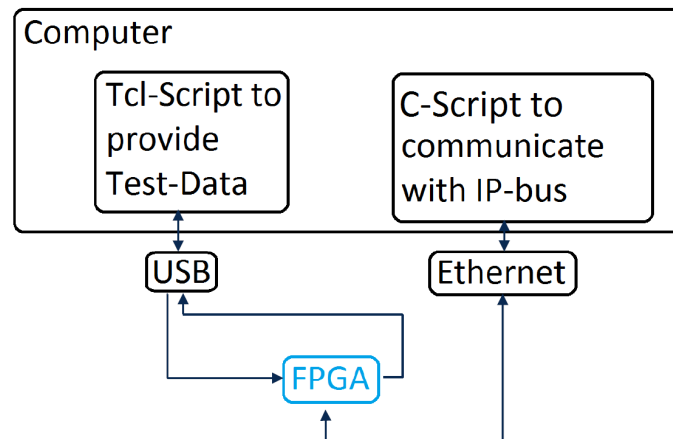 Computer
Tcl-Script to
provide
Test-Data
C-Script to
communicate
with IP-bus
USB
Ethernet
FPGA